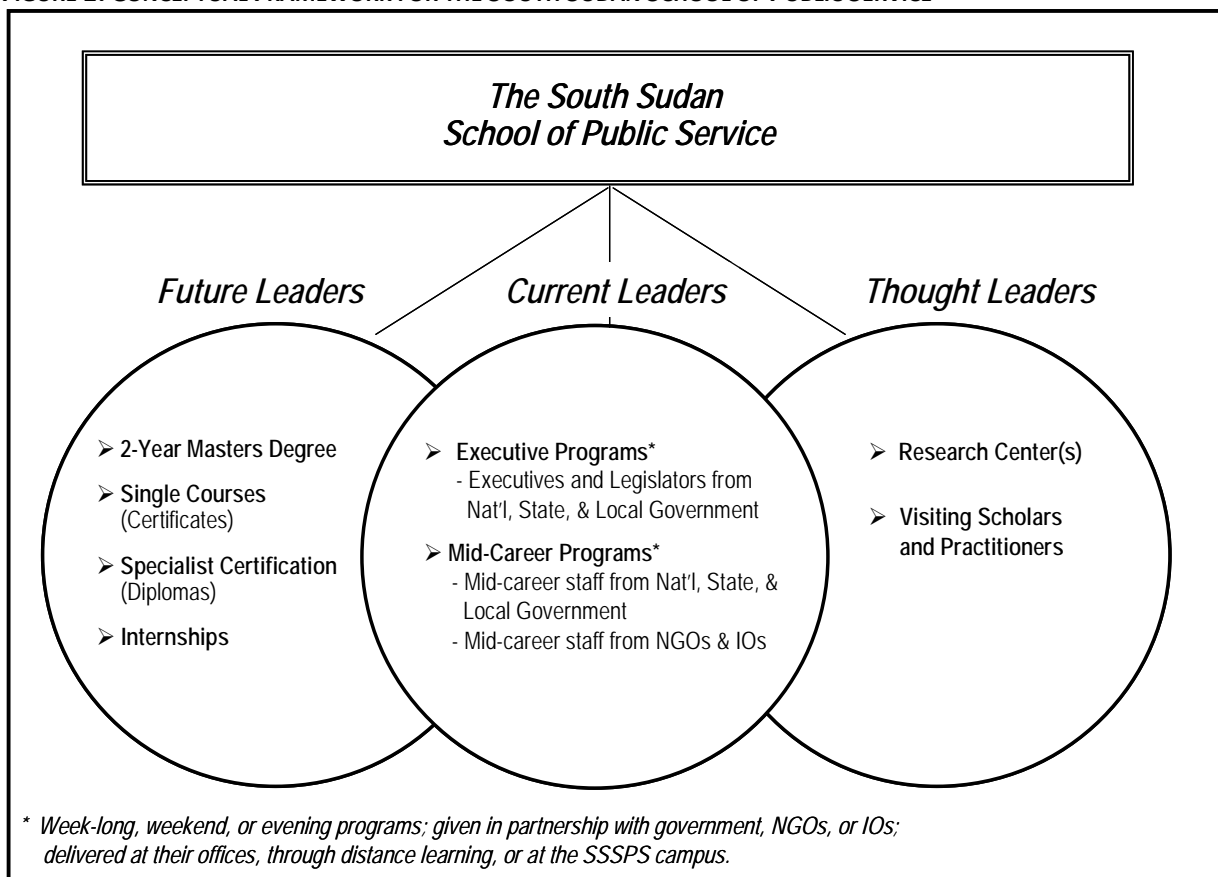 The South Sudan
School of Public Service
Future Leaders
➢ 2-Year Masters Degree
➢ Single Courses
(Certificates)
➢ Specialist Certification
(Diplomas)
➢ Internships
Current Leaders
➢ Executive Programs*
- Executives and Legislators from
Nat'l, State, & Local Government
➢ Mid-Career Programs*
- Mid-career staff from Nat'l, State, &
Local Government
- Mid-career staff from NGOs & IOs
Thought Leaders
➢ Research Center(s)
➢ Visiting Scholars
and Practitioners
* Week-long, weekend, or evening programs; given in partnership with government, NGOs, or IOs;
delivered at their offices, through distance learning, or at the SSSPS campus.